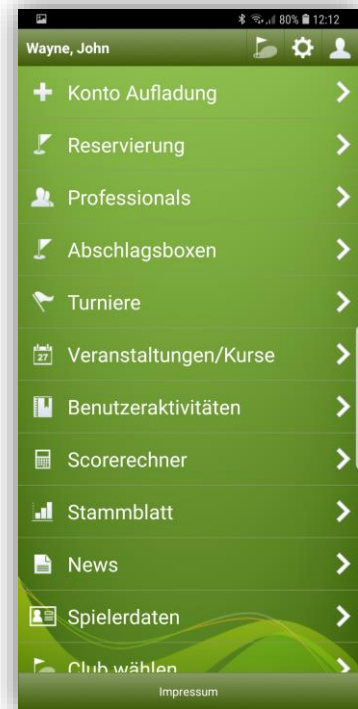 80% 12:12
Wayne, John
Konto Aufladung
Reservierung
Professionals
Abschlagsboxen
Turniere
27 Veranstaltungen/Kurse
Benutzeraktivitäten
Scorerechner
Stammblatt
News
Spielerdaten
Club wählen
Impressum